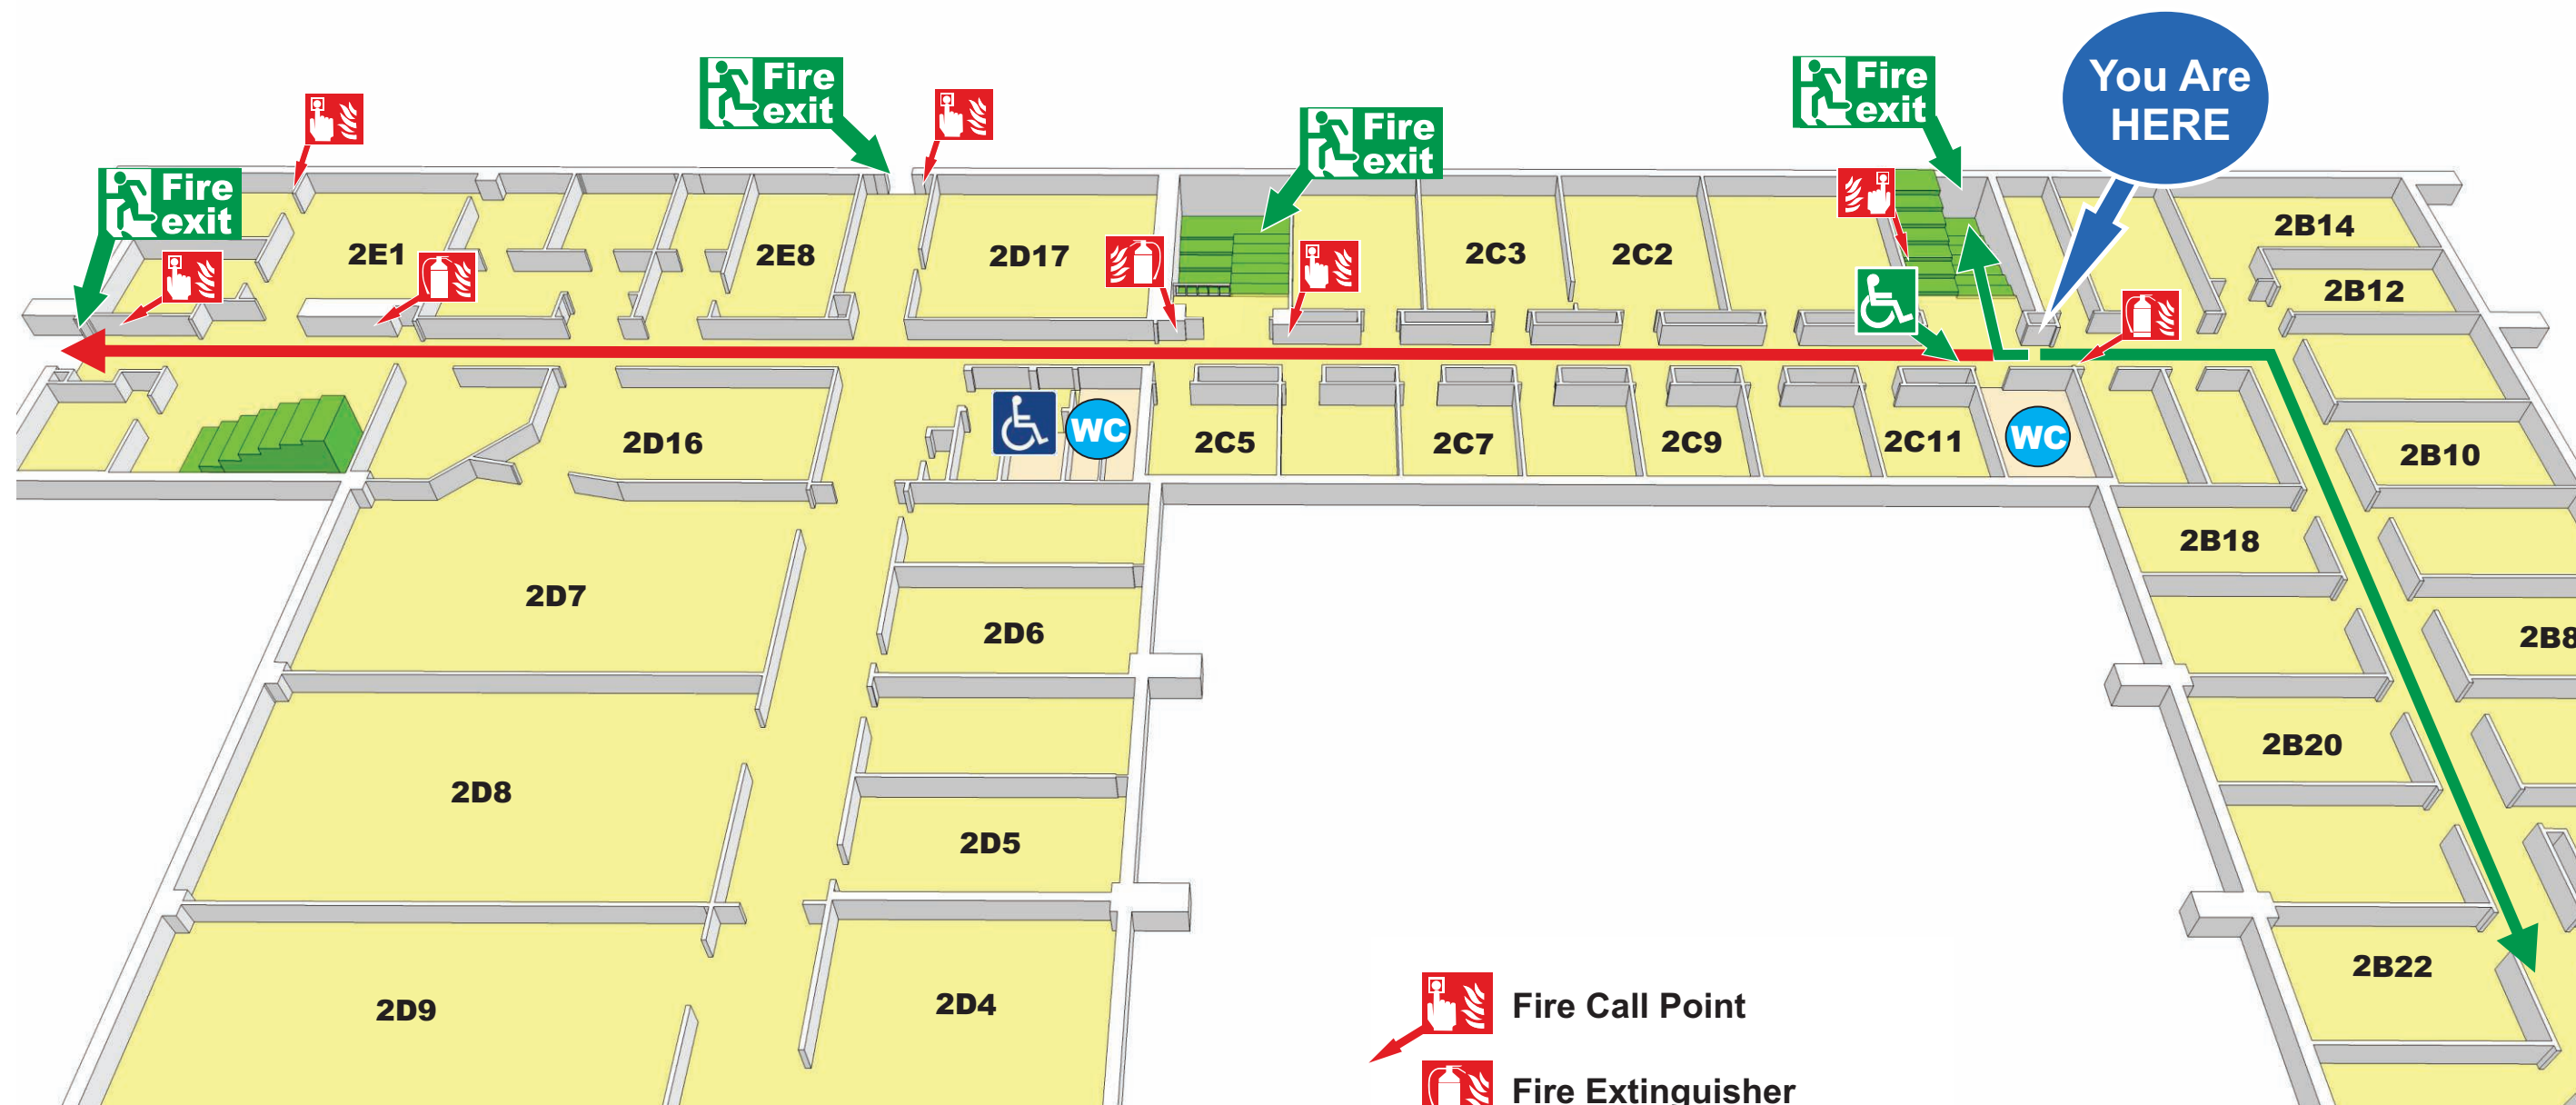 You Are
HERE
Fire
exit
Fire
exit
Fire
exit
Fire
exit
2E1
2E8
2D17
2C3
2C2
2B14
2B12
2D16
WC
2C5
2C7
2C9
2C11
WC
2B10
2B18
2D7
2D6
2B8
2B20
2D8
2D5
2B22
2D9
2D4
Fire Call Point
Fire Extinguisher